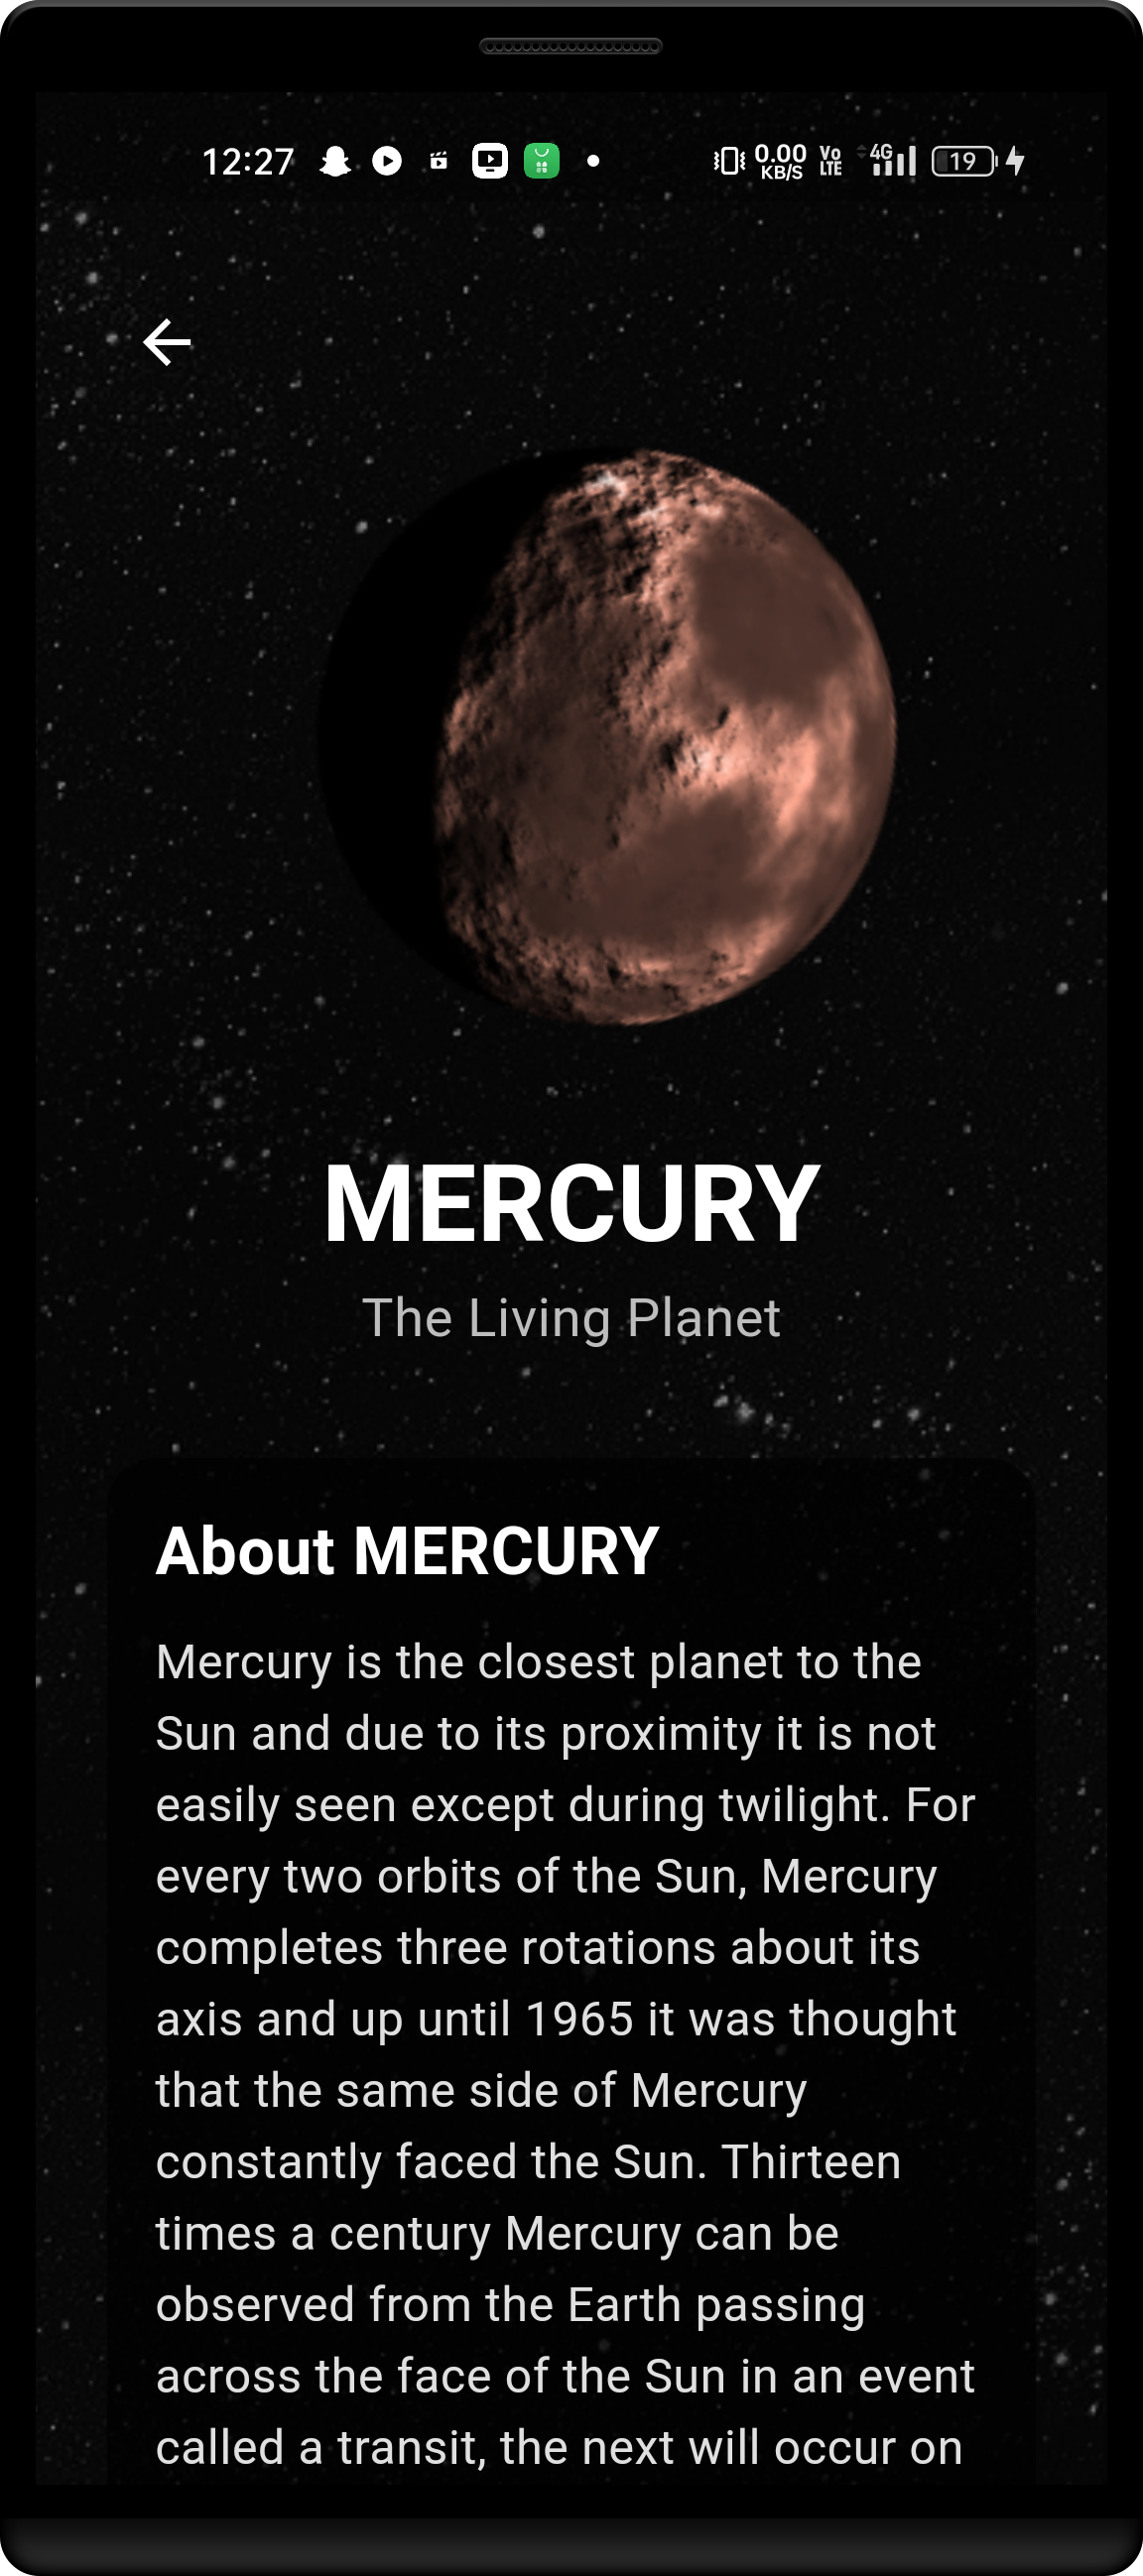 12:27 0.00 KB/S Vo LTE 4G 19
MERCURY
The Living Planet
About MERCURY
Mercury is the closest planet to the
Sun and due to its proximity it is not
easily seen except during twilight. For
every two orbits of the Sun, Mercury
completes three rotations about its
axis and up until 1965 it was thought
that the same side of Mercury
constantly faced the Sun. Thirteen
times a century Mercury can be
observed from the Earth passing
across the face of the Sun in an event
called a transit, the next will occur on